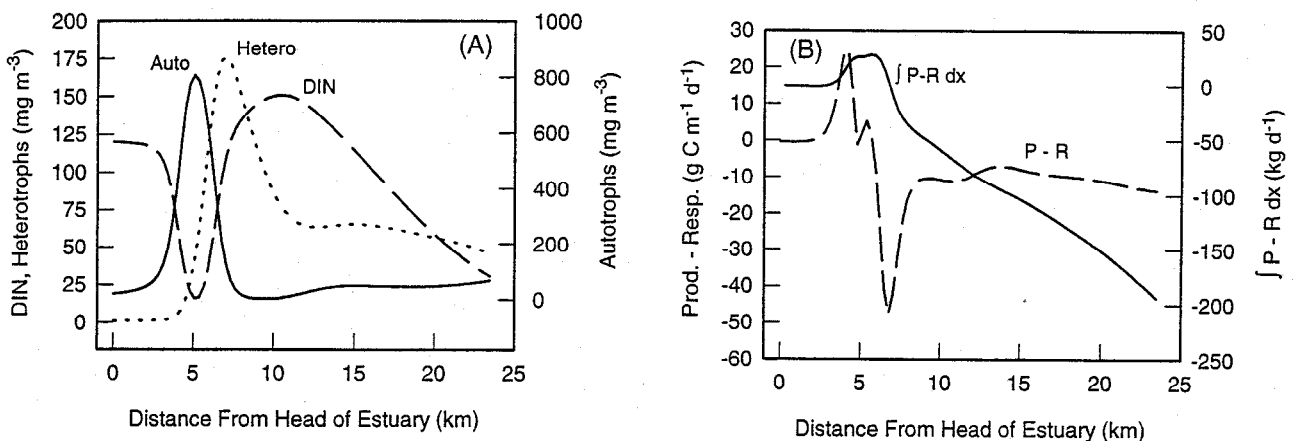 (A)
DIN, Heterotrophs (mg m⁻³)
200
175
150
125
100
75
50
25
0
Auto
Hetero
DIN
1000
800
600
400
200
0
Autotrophs (mg m⁻³)
0 5 10 15 20 25
Distance From Head of Estuary (km)
(B)
Prod. - Resp. (g C m⁻¹ d⁻¹)
30
20
10
0
-10
-20
-30
-40
-50
-60
∫ P-R dx
P - R
50
0
-50
-100
-150
-200
-250
∫ P - R dx (kg d⁻¹)
0 5 10 15 20 25
Distance From Head of Estuary (km)